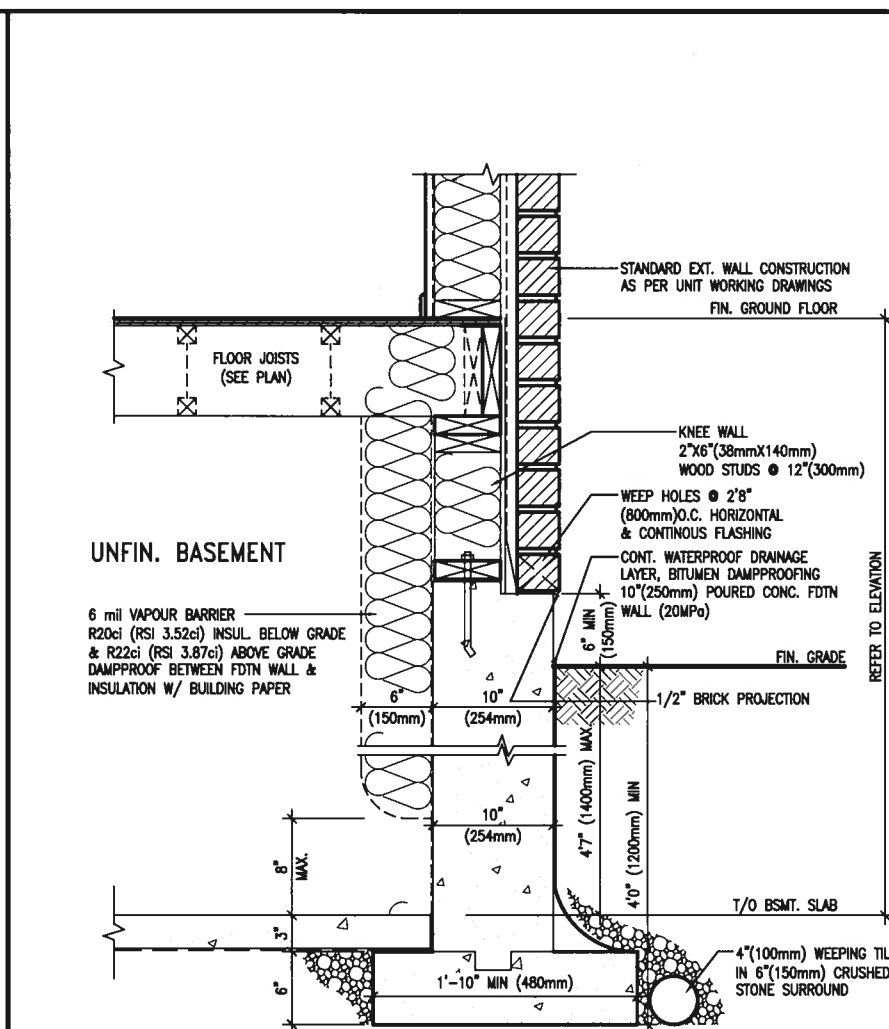 STANDARD EXT. WALL CONSTRUCTION
AS PER UNIT WORKING DRAWINGS
FIN. GROUND FLOOR
FLOOR JOISTS
(SEE PLAN)
KNEE WALL
2"X6"(38mmX140mm)
WOOD STUDS @ 12"(300mm)
WEEP HOLES @ 2'8"
(800mm)O.C. HORIZONTAL
& CONTINOUS FLASHING
UNFIN. BASEMENT
CONT. WATERPROOF DRAINAGE
LAYER, BITUMEN DAMPPROOFING
10"(250mm) POURED CONC. FDTN
WALL (20MPa)
6 mil VAPOUR BARRIER
R20ci (RSI 3.52ci) INSUL. BELOW GRADE
& R22ci (RSI 3.87ci) ABOVE GRADE
DAMPPROOF BETWEEN FDTN WALL &
INSULATION W/ BUILDING PAPER
6" MIN
(150mm)
REFER TO ELEVATION
FIN. GRADE
6"
(150mm)
10"
(254mm)
1/2" BRICK PROJECTION
4'7" (1400mm) MAX.
4'0" (1200mm) MIN
10"
(254mm)
8"
MAX.
T/O BSMT. SLAB
3"
6"
1'-10" MIN (480mm)
4"(100mm) WEEPING TIL
IN 6"(150mm) CRUSHED
STONE SURROUND